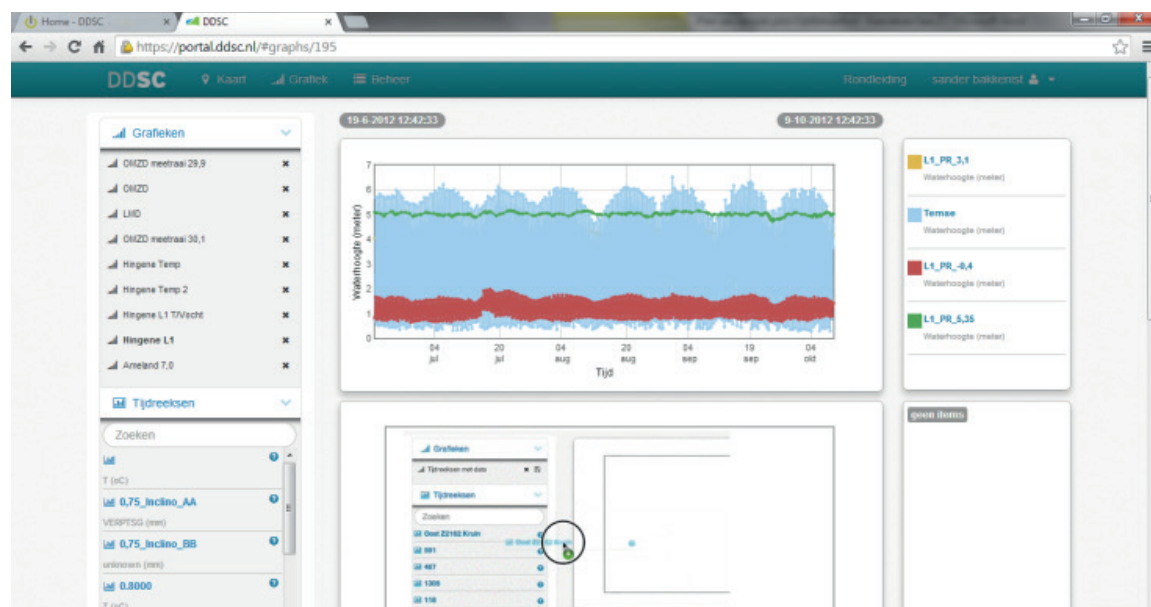 Home - DDSC
DDSC
https://portal.ddsc.nl/#graphs/195
DDSC Kaart Grafiek Beheer Rondleiding sander bakkenist
Grafieken
OMZD meetraai 29,9
OMZD
LMD
OMZD meetraai 30,1
Hingene Temp
Hingene Temp 2
Hingene L1 T/Vocht
Hingene L1
Ameland 7,0
Tijdreeksen
Zoeken
T (oC)
0,75_Inclino_AA
VERPTSG (mm)
0,75_Inclino_BB
unknown (mm)
0.8000
T (oC)
19-6-2012 12:42:33
9-10-2012 12:42:33
Waterhoogte (meter)
7
6
5
4
3
2
1
0
04 jul
20 jul
04 aug
20 aug
04 sep
19 sep
04 okt
Tijd
L1_PR_3,1
Waterhoogte (meter)
Temse
Waterhoogte (meter)
L1_PR_-0,4
Waterhoogte (meter)
L1_PR_5,35
Waterhoogte (meter)
Grafieken
Tijdreeksen met data
Tijdreeksen
Zoeken
Oost Z2162 Kruin
467
1308
118
geen items